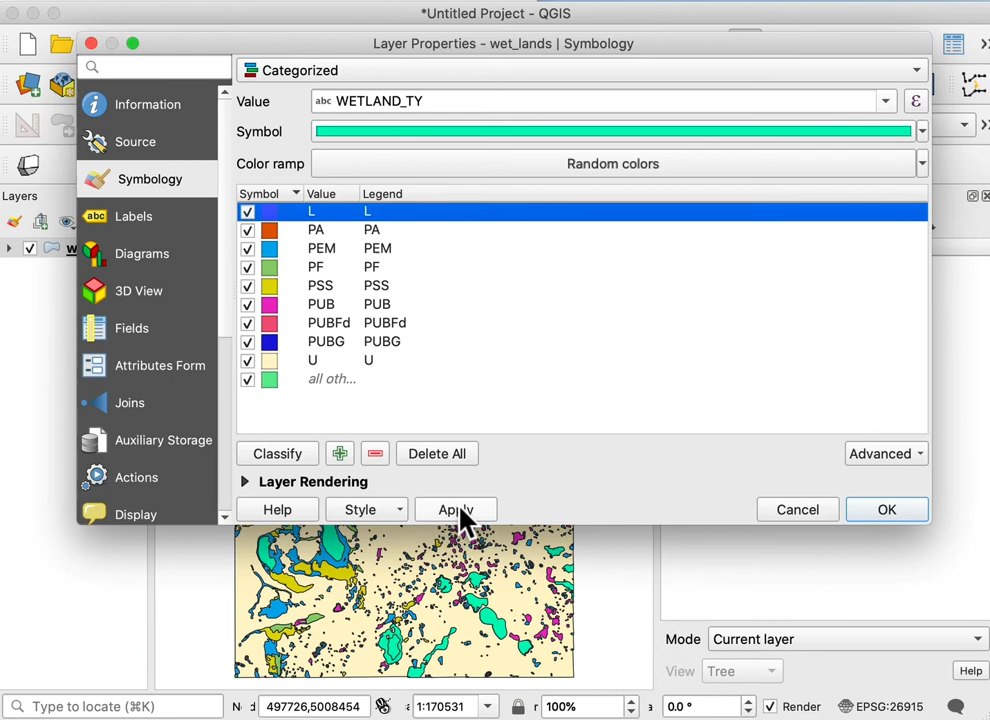 *Untitled Project - QGIS
Layer Properties - wet_lands | Symbology
Categorized
Information
Value
abc WETLAND_TY
ε
Source
Symbol
Color ramp
Random colors
Symbology
Layers
Symbol Value Legend
Labels
abc
L L
PA PA
Diagrams
PEM PEM
PF PF
3D View
PSS PSS
PUB PUB
Fields
PUBFd PUBFd
PUBG PUBG
Attributes Form
U U
all oth...
Joins
Auxiliary Storage
Classify
Delete All
Advanced
Actions
Layer Rendering
Display
Help
Style
Apply
Cancel
OK
Mode
Current layer
View
Tree
Help
Type to locate (⌘K)
497726,5008454
1:170531
100%
0.0 °
Render
EPSG:26915